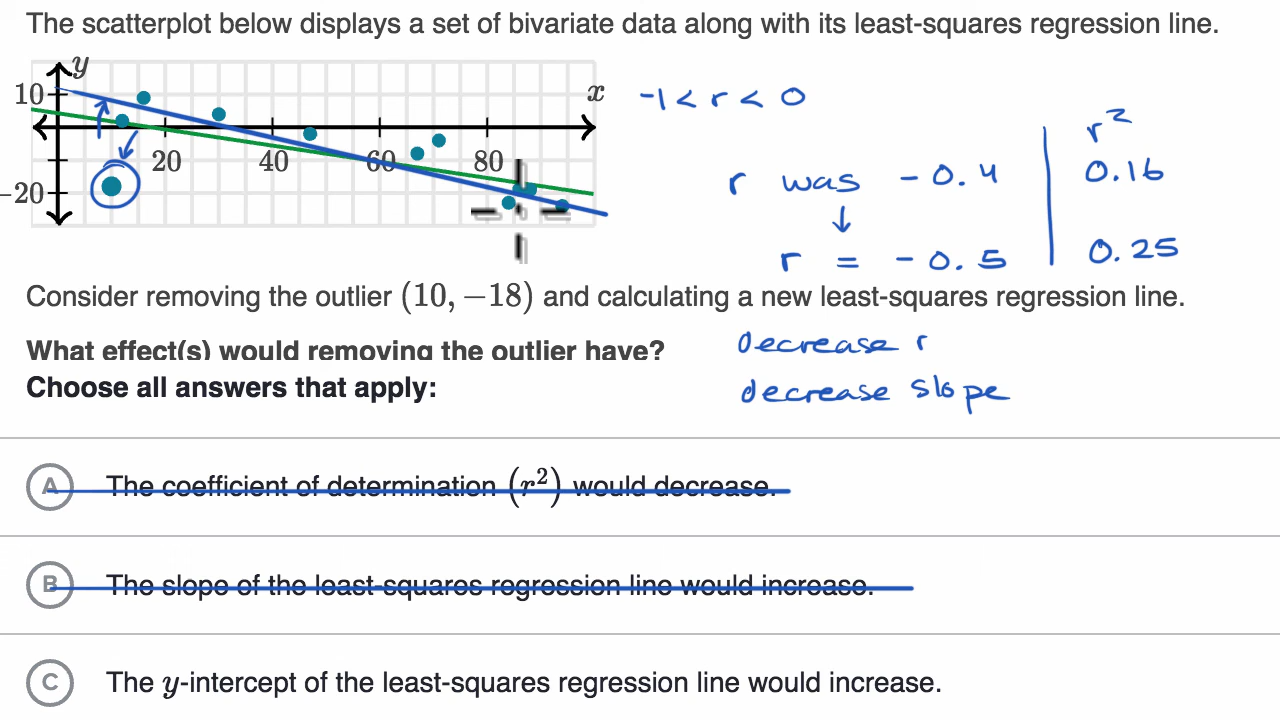 The scatterplot below displays a set of bivariate data along with its least-squares regression line.
y
10
x
20 40 60 80
-20
-1 < r < 0
r²
r was -0.4 0.16
↓
r = -0.5 0.25
Consider removing the outlier (10, −18) and calculating a new least-squares regression line.
What effect(s) would removing the outlier have?
decrease r
Choose all answers that apply:
decrease slope
A The coefficient of determination (r²) would decrease.
B The slope of the least-squares regression line would increase.
C The y-intercept of the least-squares regression line would increase.